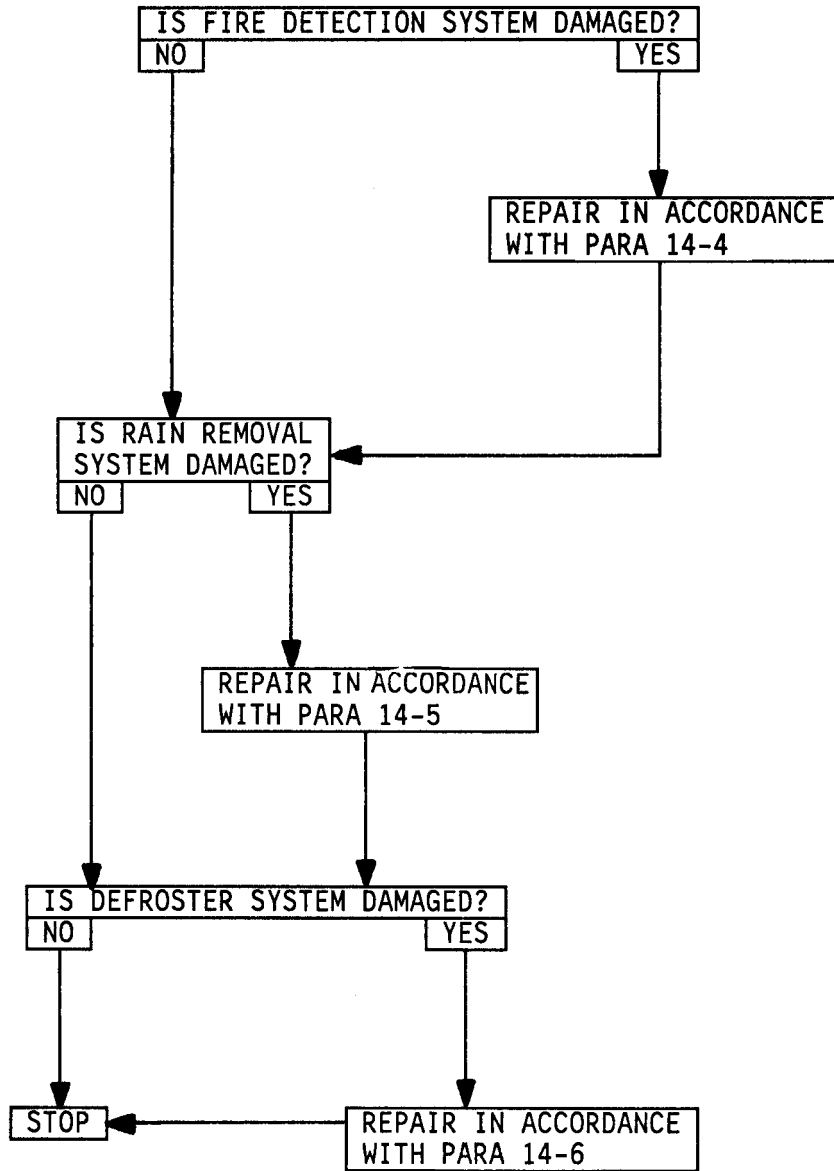 IS FIRE DETECTION SYSTEM DAMAGED?
NO
YES
REPAIR IN ACCORDANCE
WITH PARA 14-4
IS RAIN REMOVAL
SYSTEM DAMAGED?
NO
YES
REPAIR IN ACCORDANCE
WITH PARA 14-5
IS DEFROSTER SYSTEM DAMAGED?
NO
YES
STOP
REPAIR IN ACCORDANCE
WITH PARA 14-6